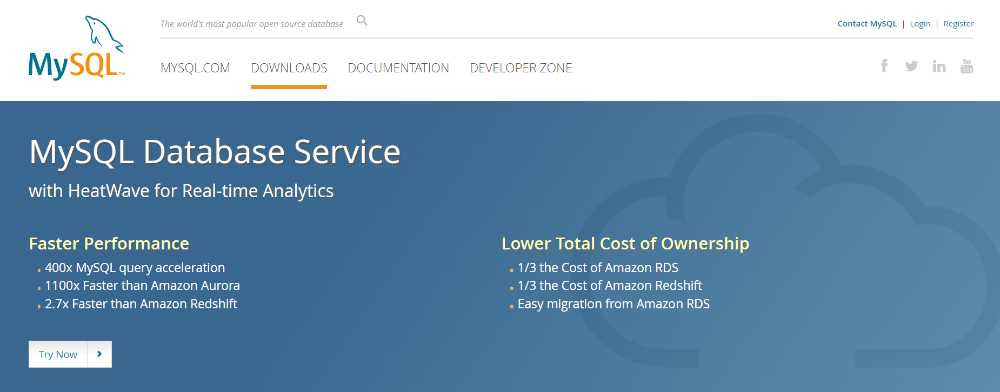 The world's most popular open source database
Contact MySQL | Login | Register
MySQL™
MYSQL.COM DOWNLOADS DOCUMENTATION DEVELOPER ZONE
You Tube
MySQL Database Service
with HeatWave for Real-time Analytics
Faster Performance
400x MySQL query acceleration
1100x Faster than Amazon Aurora
2.7x Faster than Amazon Redshift
Lower Total Cost of Ownership
1/3 the Cost of Amazon RDS
1/3 the Cost of Amazon Redshift
Easy migration from Amazon RDS
Try Now